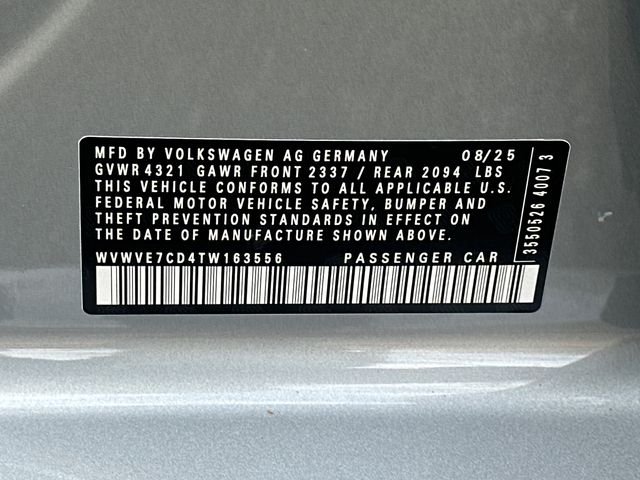 MFD BY VOLKSWAGEN AG GERMANY 08/25
GVWR 4321 GAWR FRONT 2337 / REAR 2094 LBS
THIS VEHICLE CONFORMS TO ALL APPLICABLE U.S.
FEDERAL MOTOR VEHICLE SAFETY, BUMPER AND
THEFT PREVENTION STANDARDS IN EFFECT ON
THE DATE OF MANUFACTURE SHOWN ABOVE.
WVWVE7CD4TW163556 PASSENGER CAR
3550526 4007 3